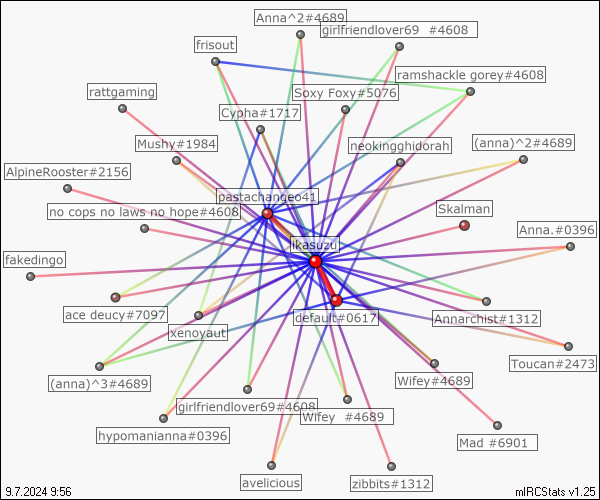 Anna^2#4689
girlfriendlover69 #4608
frisout
ramshackle gorey#4608
rattgaming
Soxy Foxy#5076
Cypha#1717
Mushy#1984
neokingghidorah
(anna)^2#4689
AlpineRooster#2156
pastachangeo41
no cops no laws no hope#4608
Skalman
Anna.#0396
ikasuzu
fakedingo
ace deucy#7097
default#0617
Annarchist#1312
xenoyaut
Toucan#2473
(anna)^3#4689
Wifey#4689
girlfriendlover69#4608
Wifey #4689
hypomanianna#0396
Mad #6901
avelicious
zibbits#1312
9.7.2024 9:56
mIRCStats v1.25